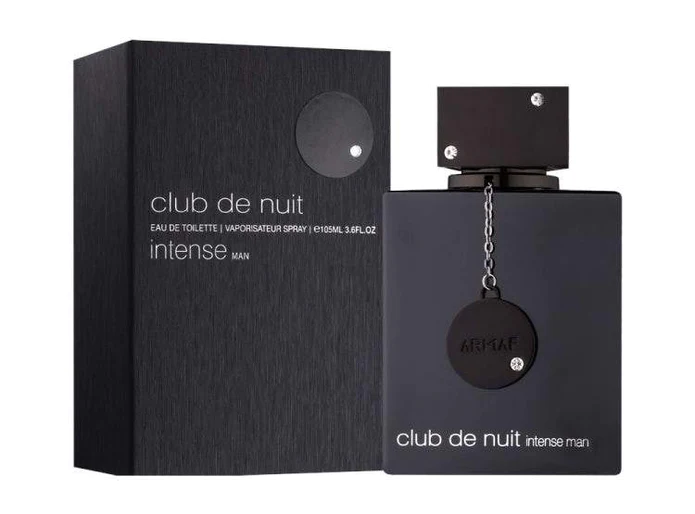 club de nuit
EAU DE TOILETTE | VAPORISATEUR SPRAY | ℮105ML 3.6FL.OZ
intense MAN
ARMAF
club de nuit intense man